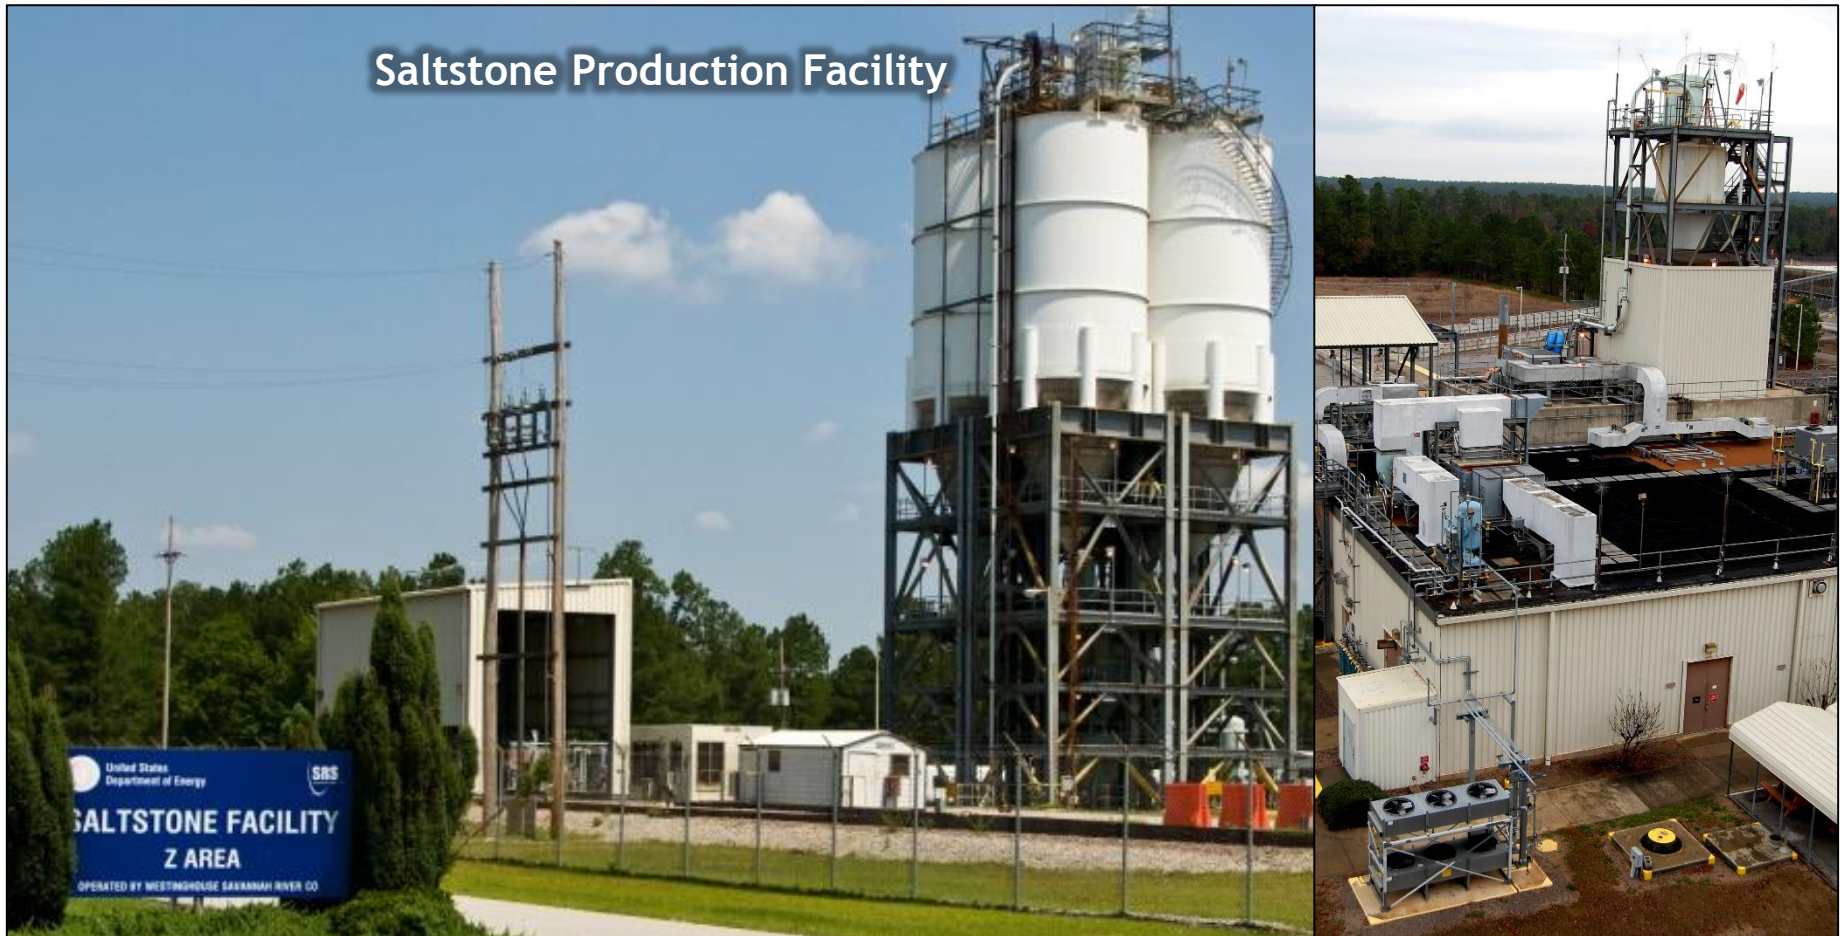 Saltstone Production Facility
United States
Department of Energy
SRS
SALTSTONE FACILITY
Z AREA
OPERATED BY WESTINGHOUSE SAVANNAH RIVER CO